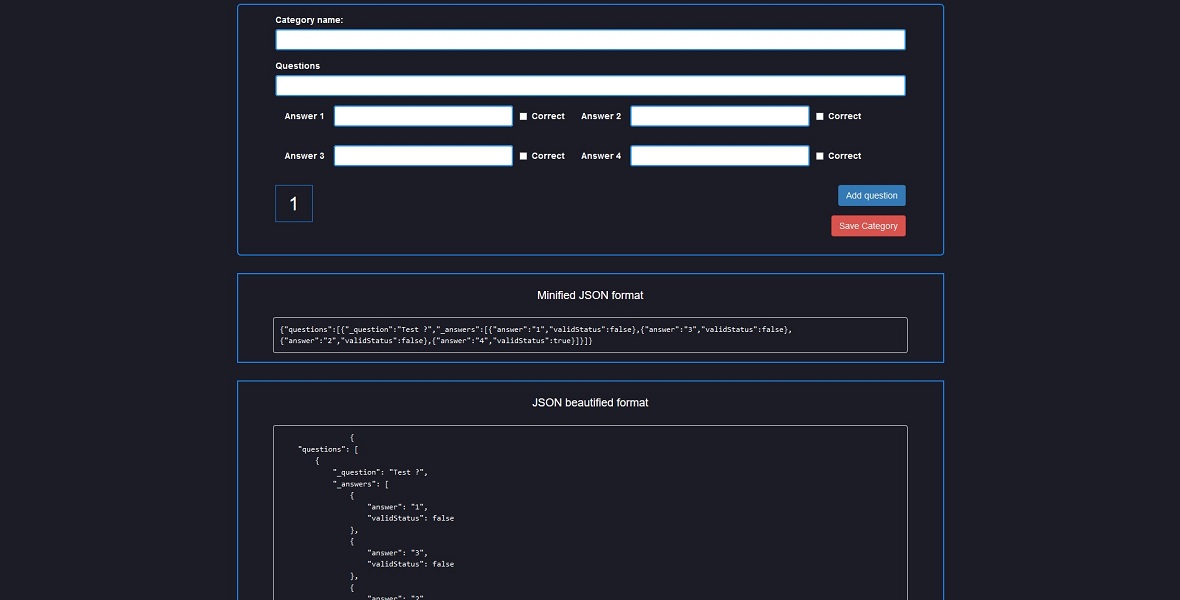 Category name:
Questions
Answer 1 Correct Answer 2 Correct
Answer 3 Correct Answer 4 Correct
1 Add question
Save Category
Minified JSON format
{"questions":[{"_question":"Test ?","_answers":[{"answer":"1","validStatus":false},{"answer":"3","validStatus":false},
{"answer":"2","validStatus":false},{"answer":"4","validStatus":true}]}]}
JSON beautified format
{
"questions": [
{
"_question": "Test ?",
"_answers": [
{
"answer": "1",
"validStatus": false
},
{
"answer": "3",
"validStatus": false
},
{
"answer": "2",